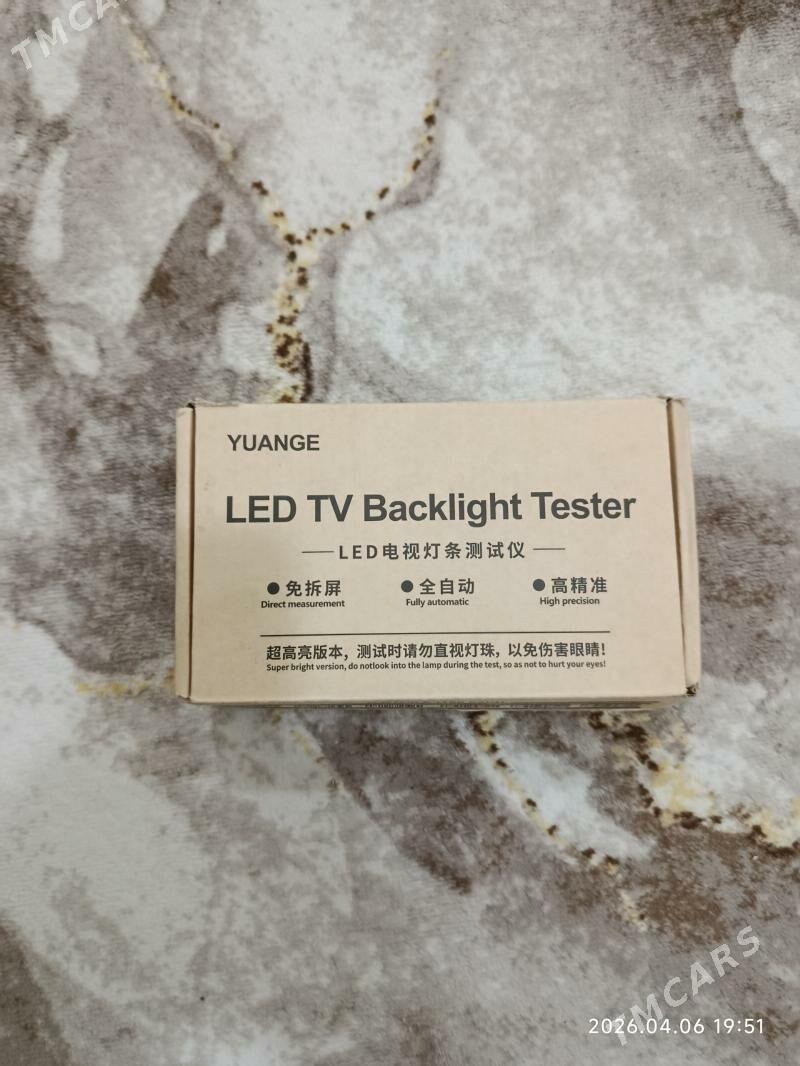 TMCARS
YUANGE
LED TV Backlight Tester
LED电视灯条测试仪
● 免拆屏 ● 全自动 ● 高精准
Direct measurement Fully automatic High precision
超高亮版本，测试时请勿直视灯珠，以免伤害眼睛！
Super bright version, do notlook into the lamp during the test, so as not to hurt your eyes!
TMCARS
2026.04.06 19:51